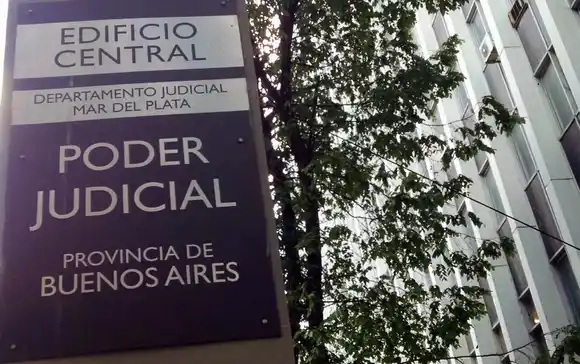 EDIFICIO
CENTRAL
DEPARTAMENTO JUDICIAL
MAR DEL PLATA
PODER
JUDICIAL
PROVINCIA DE
BUENOS AIRES